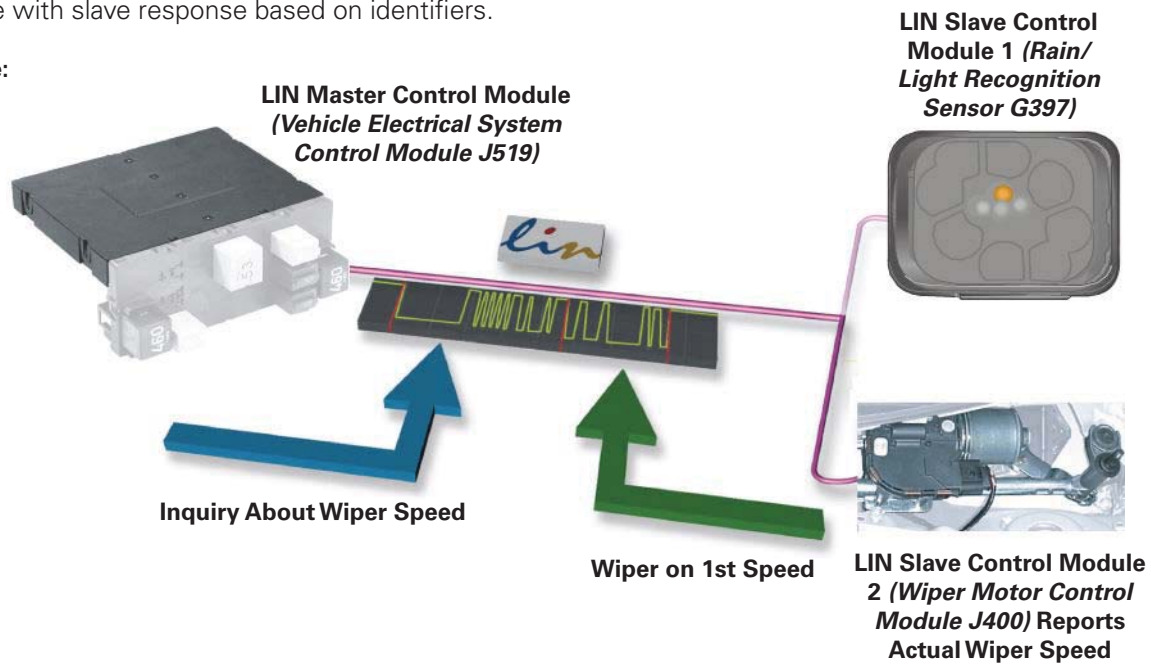 e with slave response based on identifiers.
e:
LIN Master Control Module
(Vehicle Electrical System
Control Module J519)
LIN Slave Control
Module 1 (Rain/
Light Recognition
Sensor G397)
lin
53
460
460
Inquiry About Wiper Speed
Wiper on 1st Speed
LIN Slave Control Module
2 (Wiper Motor Control
Module J400) Reports
Actual Wiper Speed